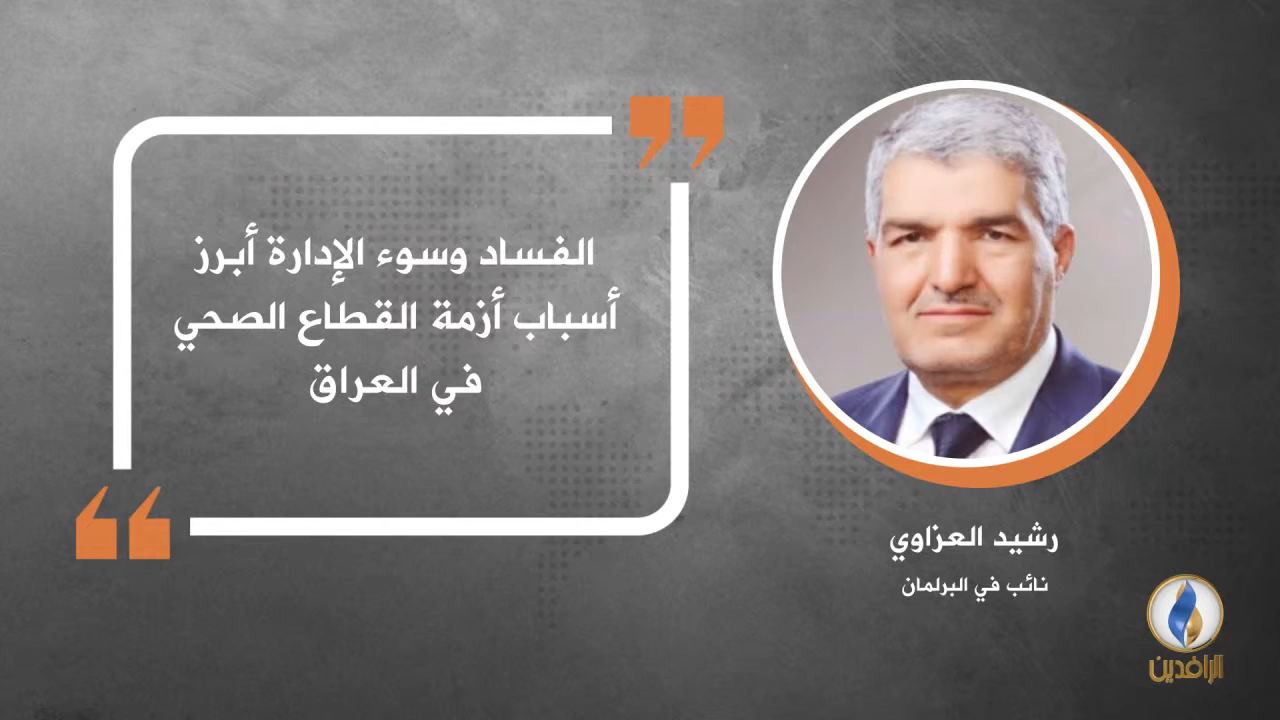 الفساد وسوء الإدارة أبرز
أسباب أزمة القطاع الصحي
في العراق
رشيد العزاوي
نائب في البرلمان
الرافدين